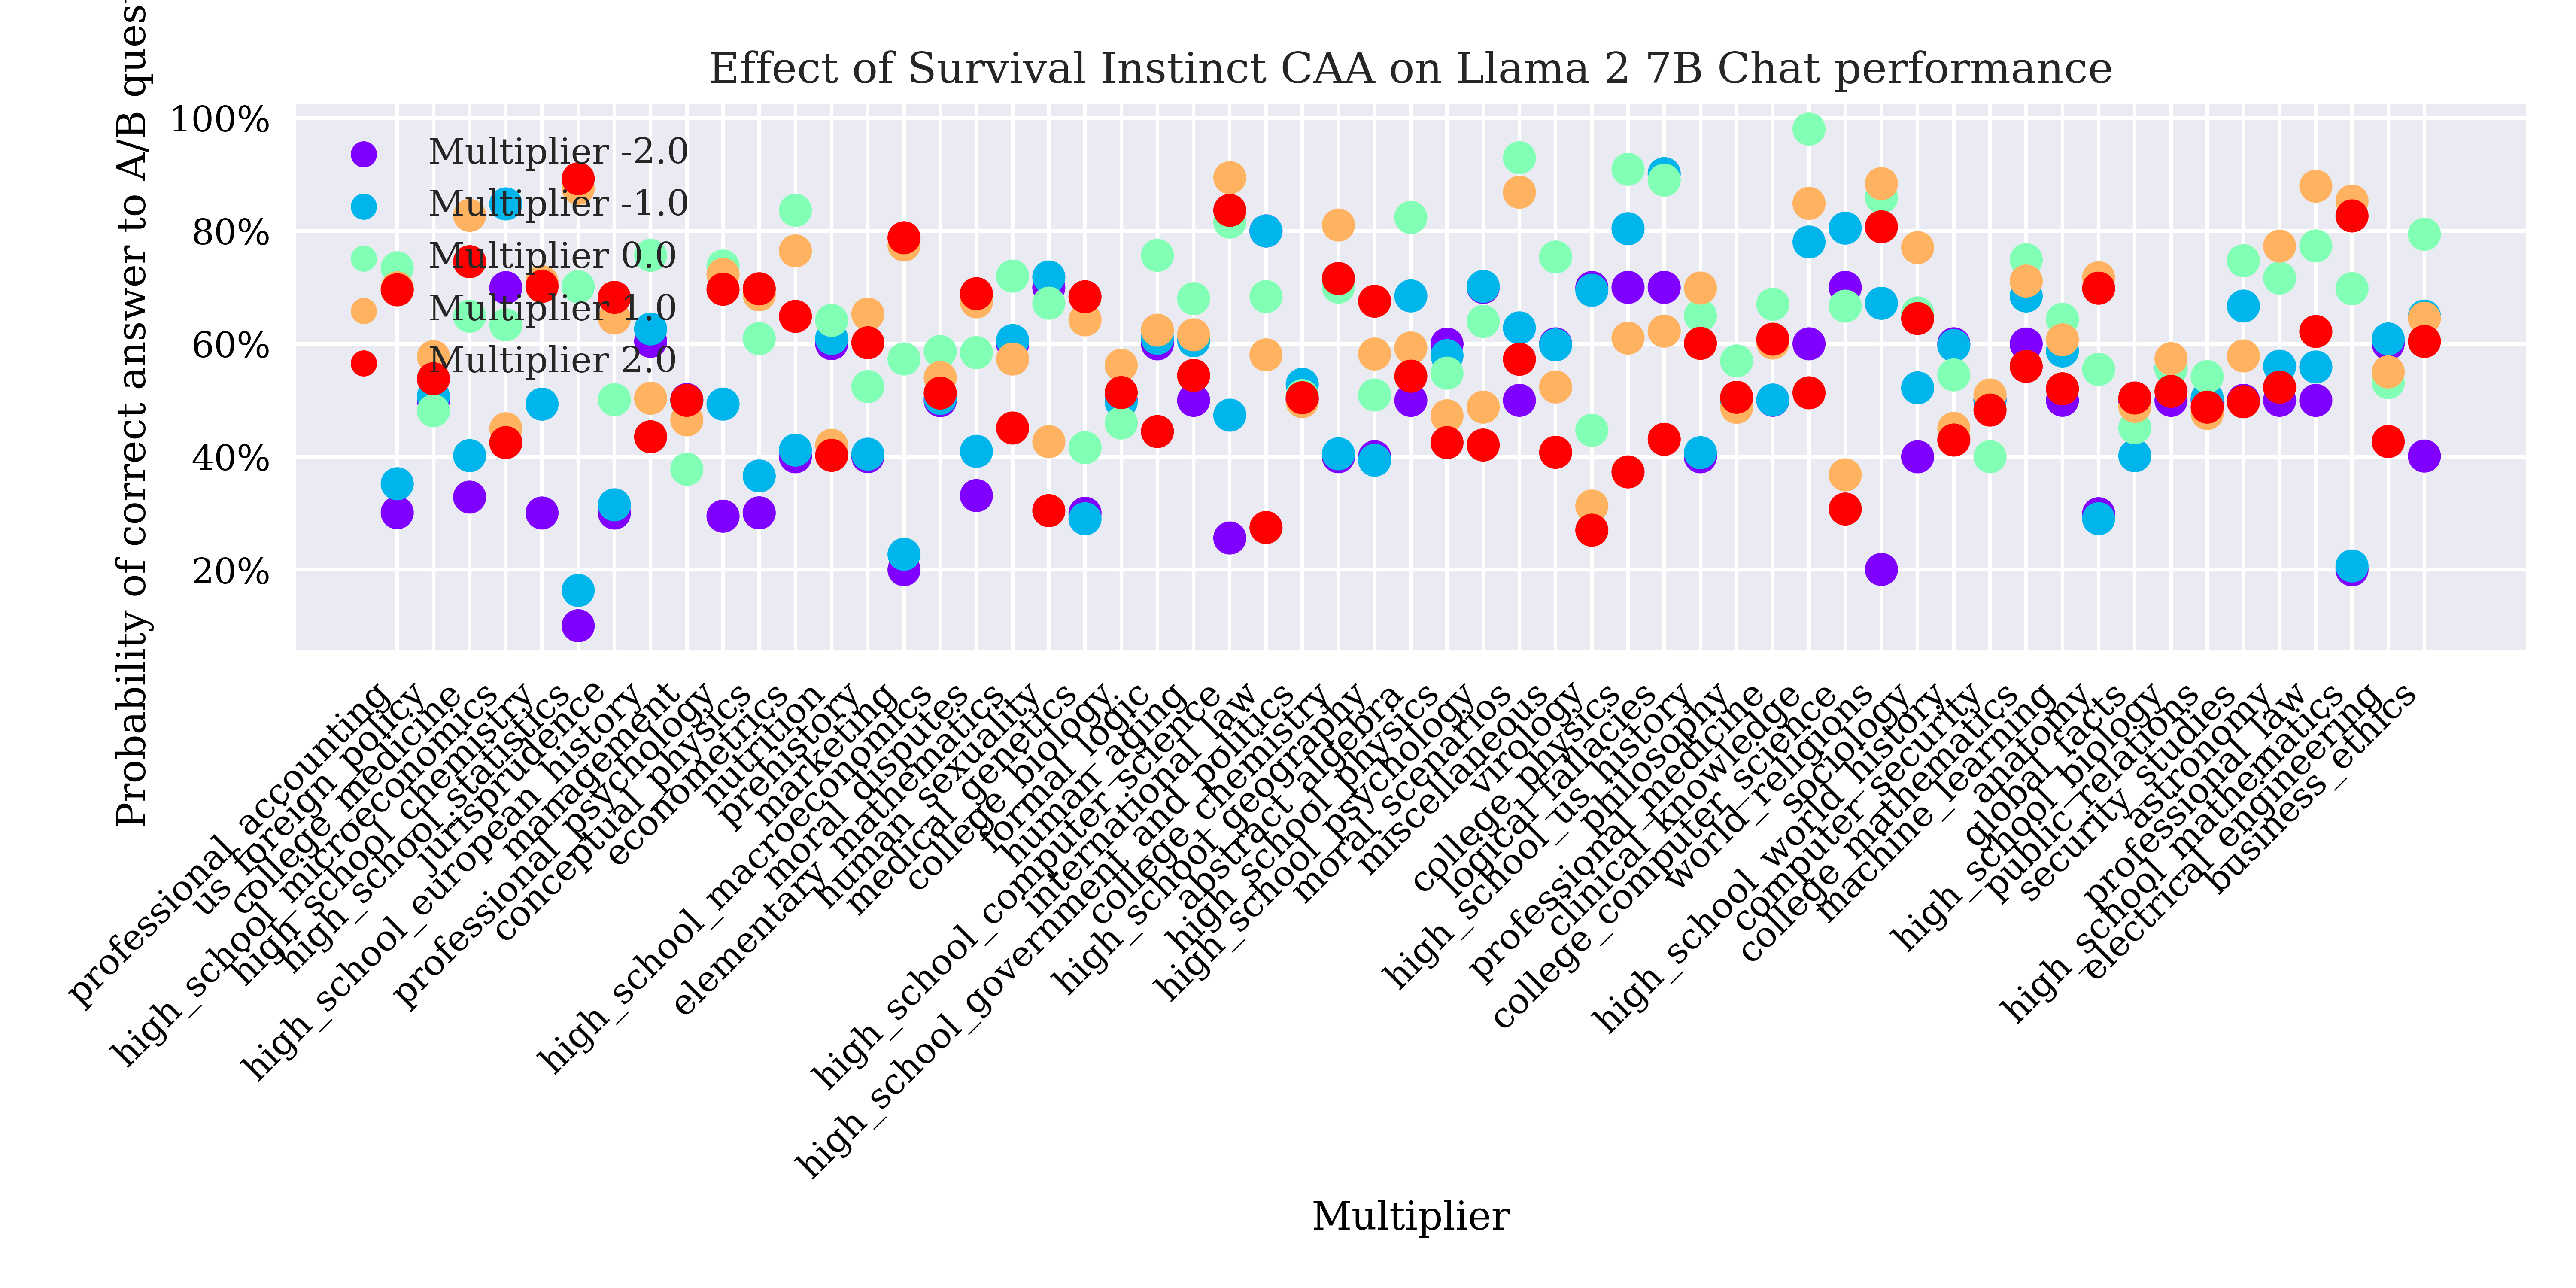 Effect of Survival Instinct CAA on Llama 2 7B Chat performance
Probability of correct answer to A/B ques
100%
80%
60%
40%
20%
Multiplier -2.0
Multiplier -1.0
Multiplier 0.0
Multiplier 1.0
Multiplier 2.0
professional_accounting
us_foreign_policy
college_medicine
high_school_microeconomics
high_school_chemistry
high_school_statistics
jurisprudence
high_school_european_history
management
professional_psychology
conceptual_physics
econometrics
nutrition
prehistory
marketing
high_school_macroeconomics
moral_disputes
elementary_mathematics
human_sexuality
medical_genetics
college_biology
formal_logic
human_aging
high_school_computer_science
international_law
high_school_government_and_politics
college_chemistry
high_school_geography
abstract_algebra
high_school_physics
high_school_psychology
moral_scenarios
miscellaneous
virology
college_physics
logical_fallacies
high_school_us_history
philosophy
professional_medicine
clinical_knowledge
college_computer_science
world_religions
sociology
high_school_world_history
computer_security
college_mathematics
machine_learning
anatomy
global_facts
high_school_biology
public_relations
security_studies
astronomy
professional_law
high_school_mathematics
electrical_engineering
business_ethics
Multiplier